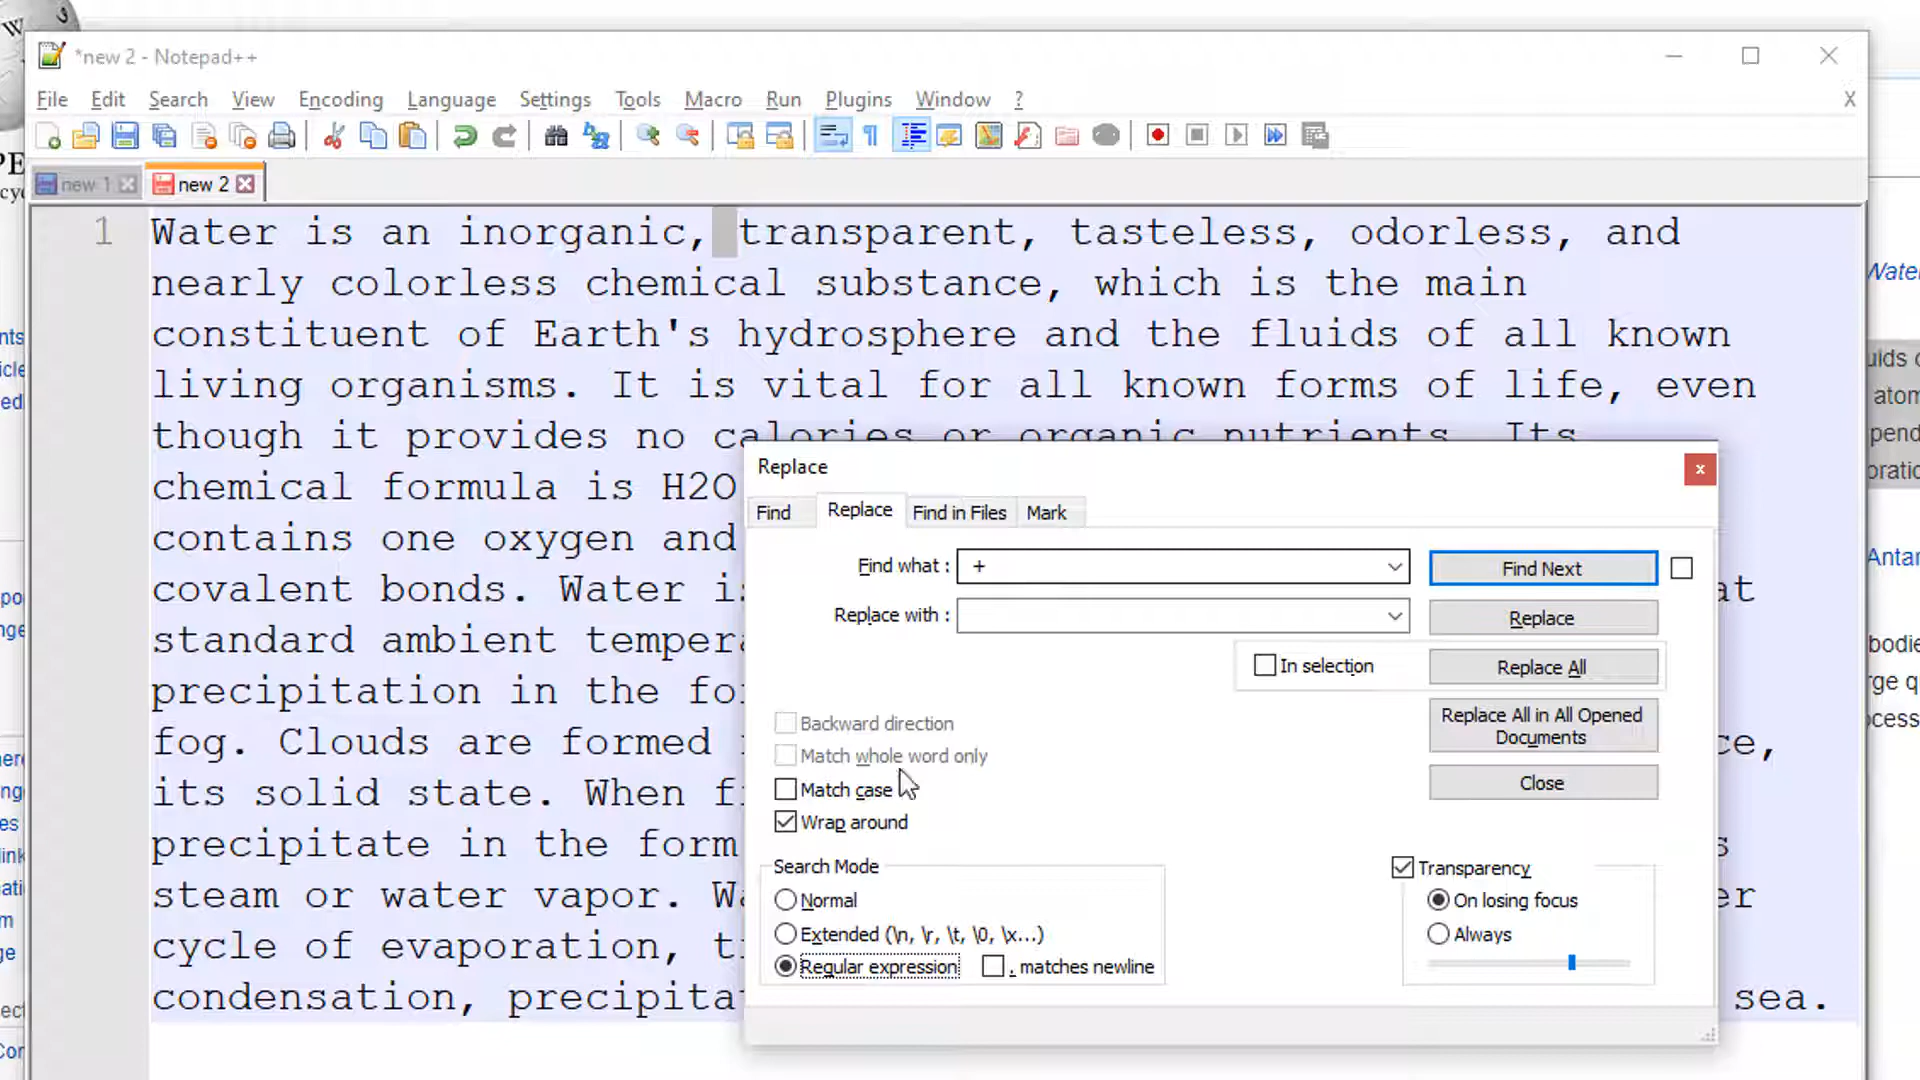 *new 2 - Notepad++
File Edit Search View Encoding Language Settings Tools Macro Run Plugins Window ? X
new 1 new 2
1 Water is an inorganic, transparent, tasteless, odorless, and
nearly colorless chemical substance, which is the main
constituent of Earth's hydrosphere and the fluids of all known
living organisms. It is vital for all known forms of life, even
though it provides no calories or organic nutrients. Its
chemical formula is H2O
contains one oxygen and
covalent bonds. Water is at
standard ambient tempera
precipitation in the fo
fog. Clouds are formed ce,
its solid state. When f
precipitate in the form s
steam or water vapor. Wa er
cycle of evaporation, t
condensation, precipita sea.
Replace
Find Replace Find in Files Mark
Find what : +
Find Next
Replace with :
Replace
In selection
Replace All
Replace All in All Opened
Documents
Close
Backward direction
Match whole word only
Match case
Wrap around
Search Mode
Normal
Extended (\n, \r, \t, \0, \x...)
Regular expression . matches newline
Transparency
On losing focus
Always